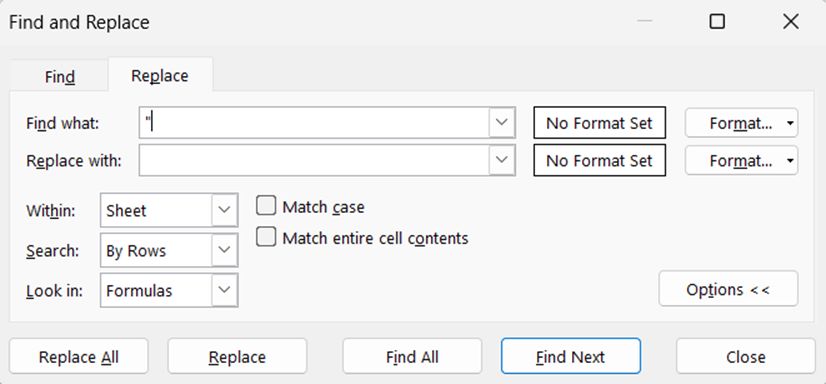 Find and Replace
Find
Replace
Find what: "
No Format Set
Format...
Replace with:
No Format Set
Format...
Within: Sheet
Match case
Search: By Rows
Match entire cell contents
Look in: Formulas
Options <<
Replace All
Replace
Find All
Find Next
Close